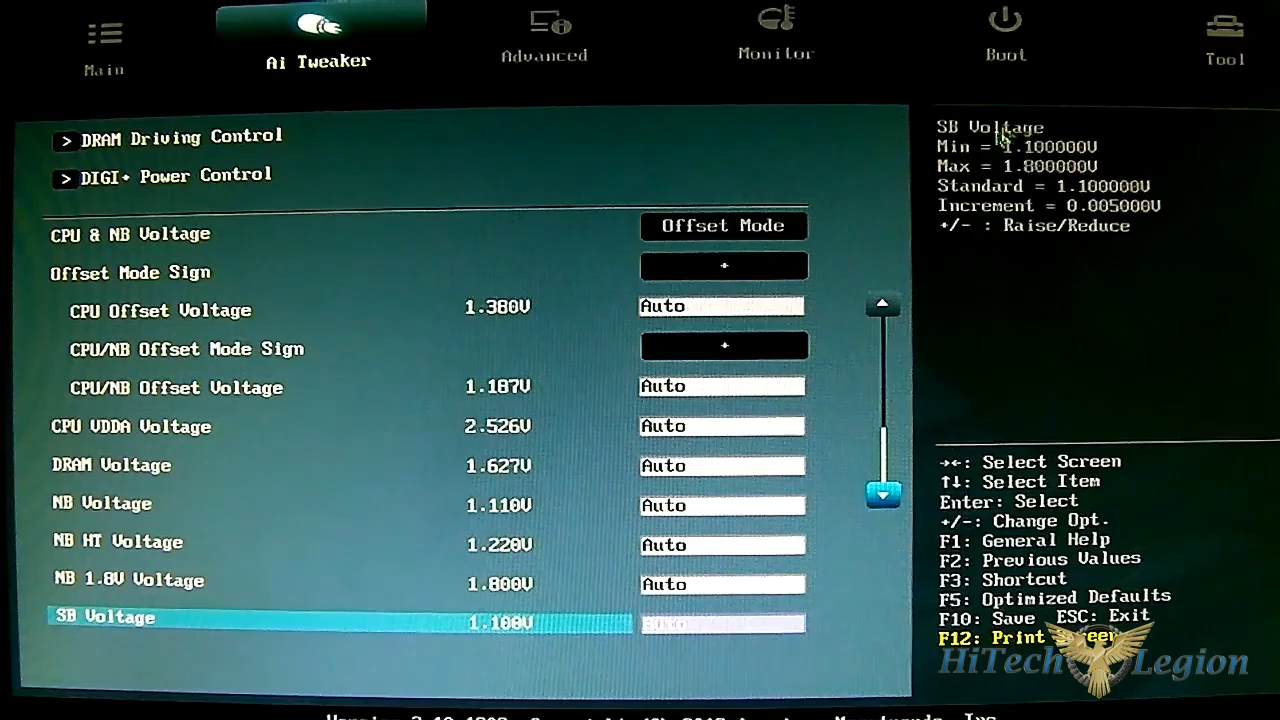 Main
Ai Tweaker
Advanced
Monitor
Boot
Tool
> DRAM Driving Control
> DIGI+ Power Control
CPU & NB Voltage Offset Mode
Offset Mode Sign +
CPU Offset Voltage 1.380V Auto
CPU/NB Offset Mode Sign +
CPU/NB Offset Voltage 1.187V Auto
CPU VDDA Voltage 2.526V Auto
DRAM Voltage 1.627V Auto
NB Voltage 1.110V Auto
NB HT Voltage 1.220V Auto
NB 1.8V Voltage 1.800V Auto
SB Voltage 1.100V Auto
SB Voltage
Min = 1.100000V
Max = 1.800000V
Standard = 1.100000V
Increment = 0.005000V
+/- : Raise/Reduce
→←: Select Screen
↑↓: Select Item
Enter: Select
+/-: Change Opt.
F1: General Help
F2: Previous Values
F3: Shortcut
F5: Optimized Defaults
F10: Save ESC: Exit
F12: Print Screen
HiTech Legion